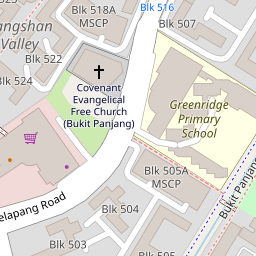 Blk 518A
MSCP
Blk 516
Blk 507
angshan
Valley
Blk 522
Blk 524
Covenant
Evangelical
Free Church
(Bukit Panjang)
Greenridge
Primary
School
Blk 505A
MSCP
Bukit Panjan
elapang Road
Blk 504
Blk 503